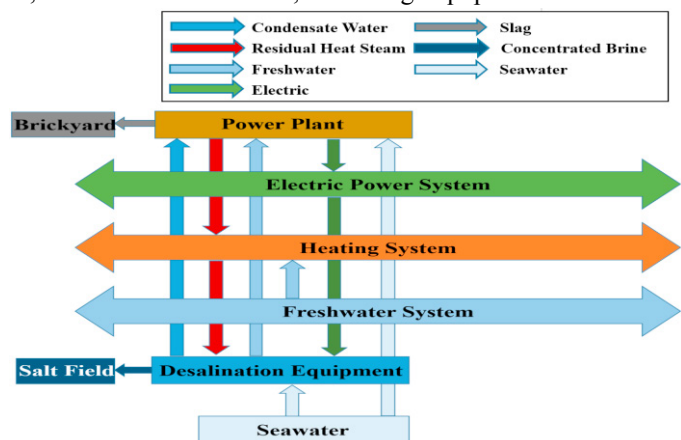 Condensate Water
Slag
Residual Heat Steam
Concentrated Brine
Freshwater
Seawater
Electric
Brickyard
Power Plant
Electric Power System
Heating System
Freshwater System
Salt Field
Desalination Equipment
Seawater